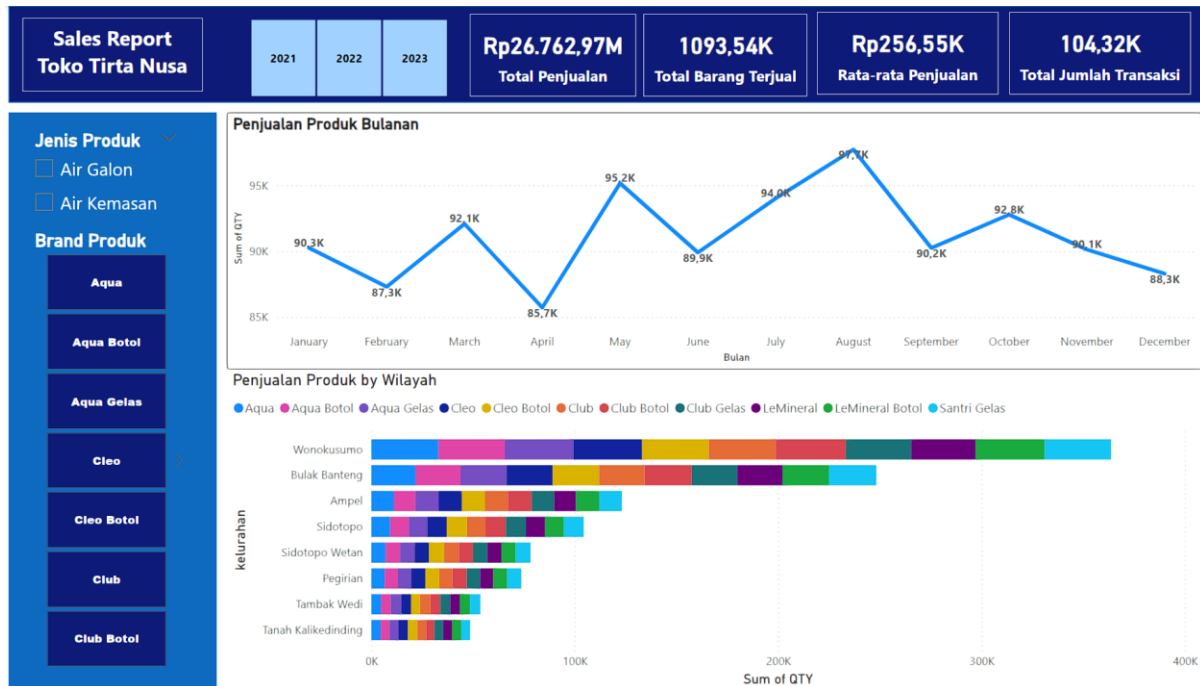 Sales Report
Toko Tirta Nusa
2021
2022
2023
Rp26.762,97M
Total Penjualan
1093,54K
Total Barang Terjual
Rp256,55K
Rata-rata Penjualan
104,32K
Total Jumlah Transaksi
Jenis Produk
Air Galon
Air Kemasan
Brand Produk
Aqua
Aqua Botol
Aqua Gelas
Cleo
Cleo Botol
Club
Club Botol
Penjualan Produk Bulanan
Sum of QTY
95K
90K
85K
90,3K
87,3K
92,1K
85,7K
95,2K
89,9K
94,0K
97,7K
90,2K
92,8K
90,1K
88,3K
January February March April May June July August September October November December
Bulan
Penjualan Produk by Wilayah
Aqua Aqua Botol Aqua Gelas Cleo Cleo Botol Club Club Botol Club Gelas LeMineral LeMineral Botol Santri Gelas
kelurahan
Wonokusumo
Bulak Banteng
Ampel
Sidotopo
Sidotopo Wetan
Pegirian
Tambak Wedi
Tanah Kalikedinding
0K 100K 200K 300K 400K
Sum of QTY